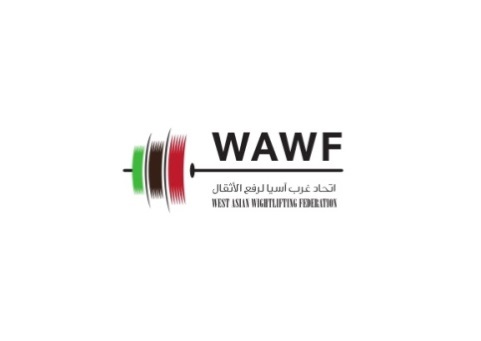 WAWF
اتحاد غرب آسيا لرفع الأثقال
WEST ASIAN WIGHTLIFTING FEDERATION